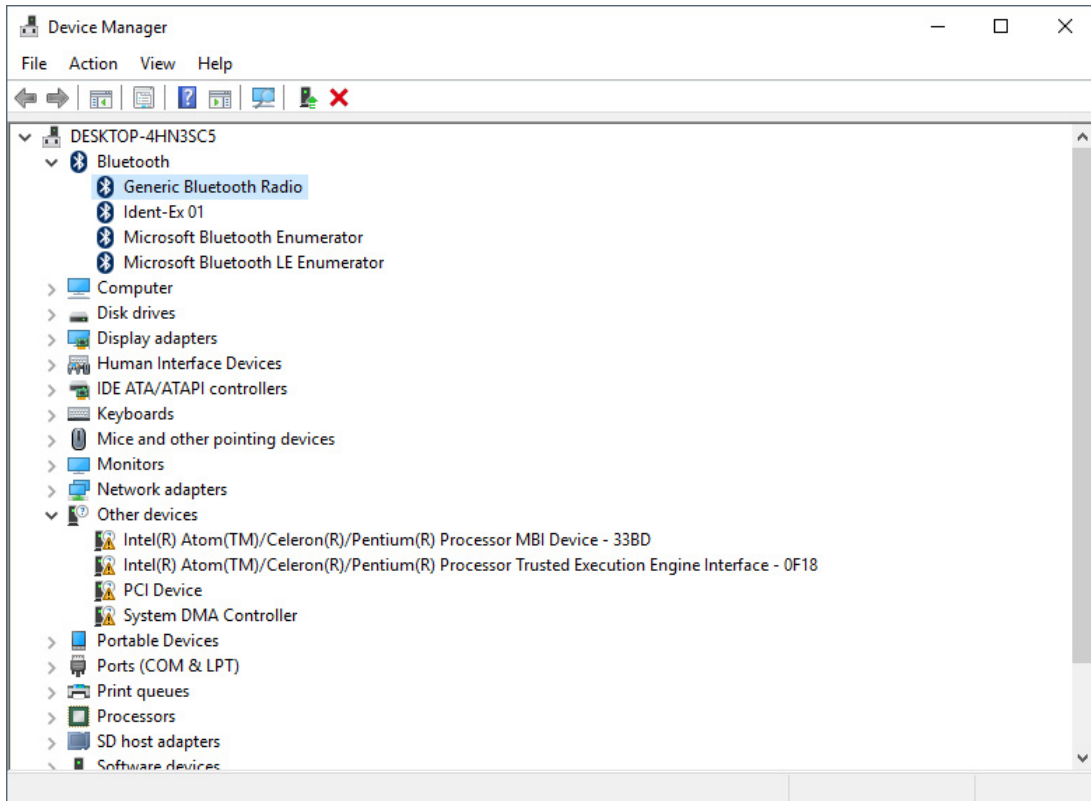 Device Manager
File Action View Help
DESKTOP-4HN3SC5
Bluetooth
Generic Bluetooth Radio
Ident-Ex 01
Microsoft Bluetooth Enumerator
Microsoft Bluetooth LE Enumerator
Computer
Disk drives
Display adapters
Human Interface Devices
IDE ATA/ATAPI controllers
Keyboards
Mice and other pointing devices
Monitors
Network adapters
Other devices
Intel(R) Atom(TM)/Celeron(R)/Pentium(R) Processor MBI Device - 33BD
Intel(R) Atom(TM)/Celeron(R)/Pentium(R) Processor Trusted Execution Engine Interface - 0F18
PCI Device
System DMA Controller
Portable Devices
Ports (COM & LPT)
Print queues
Processors
SD host adapters
Software devices